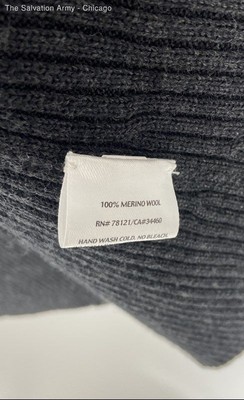 The Salvation Army - Chicago
100% MERINO WOOL
RN# 78121/CA#34460
HAND WASH COLD, NO BLEACH